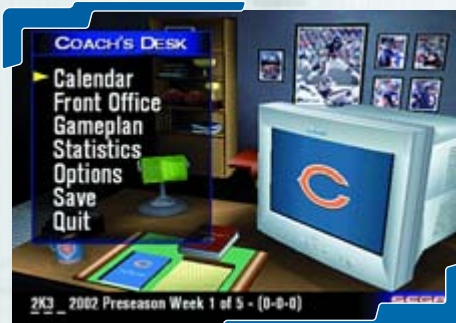 COACH'S DESK
Calendar
Front Office
Gameplan
Statistics
Options
Save
Quit
2K3_ 2002 Preseason Week 1 of 5 - (0-0-0)